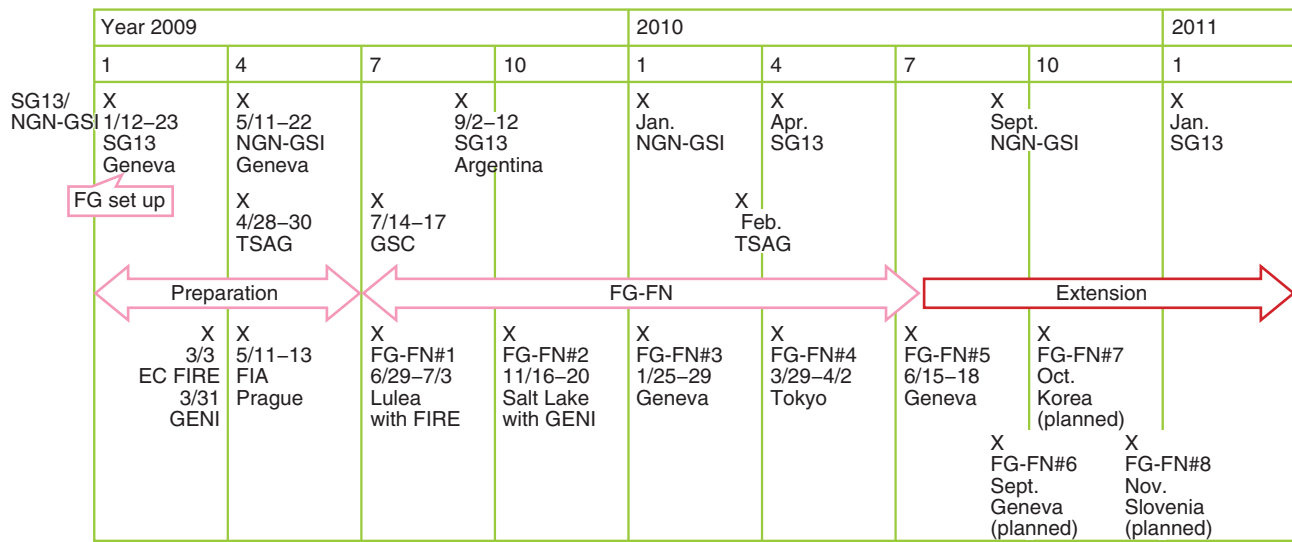 Year 2009
2010
2011
1
4
7
10
1
4
7
10
1
SG13/
NGN-GSI
X
1/12–23
SG13
Geneva
X
5/11–22
NGN-GSI
Geneva
X
9/2–12
SG13
Argentina
X
Jan.
NGN-GSI
X
Apr.
SG13
X
Sept.
NGN-GSI
X
Jan.
SG13
FG set up
X
4/28–30
TSAG
X
7/14–17
GSC
X
Feb.
TSAG
Preparation
FG-FN
Extension
X
3/3
EC FIRE
3/31
GENI
X
5/11–13
FIA
Prague
X
FG-FN#1
6/29–7/3
Lulea
with FIRE
X
FG-FN#2
11/16–20
Salt Lake
with GENI
X
FG-FN#3
1/25–29
Geneva
X
FG-FN#4
3/29–4/2
Tokyo
X
FG-FN#5
6/15–18
Geneva
X
FG-FN#7
Oct.
Korea
(planned)
X
FG-FN#6
Sept.
Geneva
(planned)
X
FG-FN#8
Nov.
Slovenia
(planned)